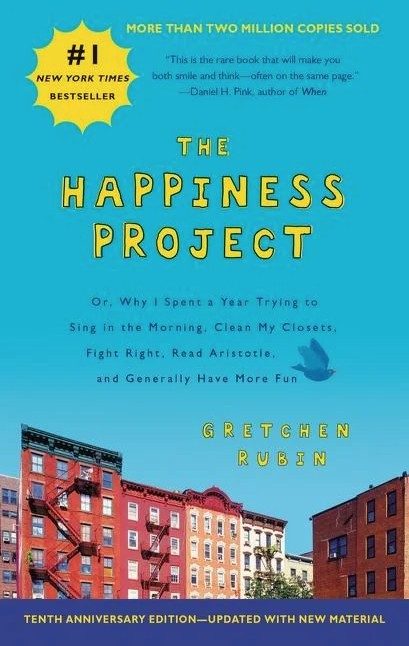 MORE THAN TWO MILLION COPIES SOLD
#1
NEW YORK TIMES
BESTSELLER
"This is the rare book that will make you
both smile and think—often on the same page."
—Daniel H. Pink, author of When
THE
HAPPINESS
PROJECT
Or, Why I Spent a Year Trying to
Sing in the Morning, Clean My Closets,
Fight Right, Read Aristotle,
and Generally Have More Fun
GRETCHEN
RUBIN
TENTH ANNIVERSARY EDITION—UPDATED WITH NEW MATERIAL